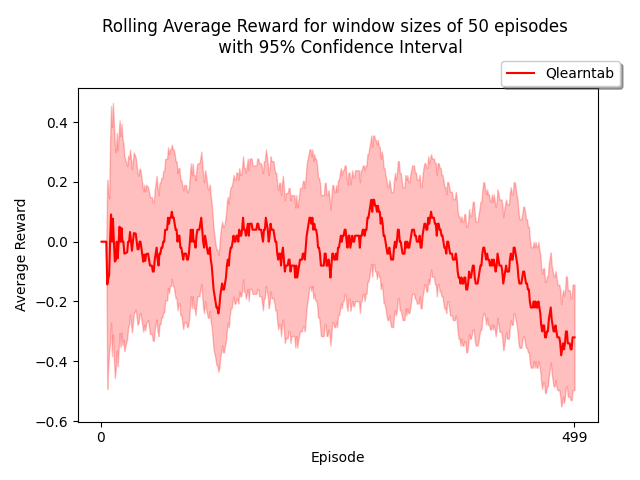 Rolling Average Reward for window sizes of 50 episodes
with 95% Confidence Interval
Qlearntab
0.4
0.2
0.0
−0.2
−0.4
−0.6
Average Reward
0
499
Episode